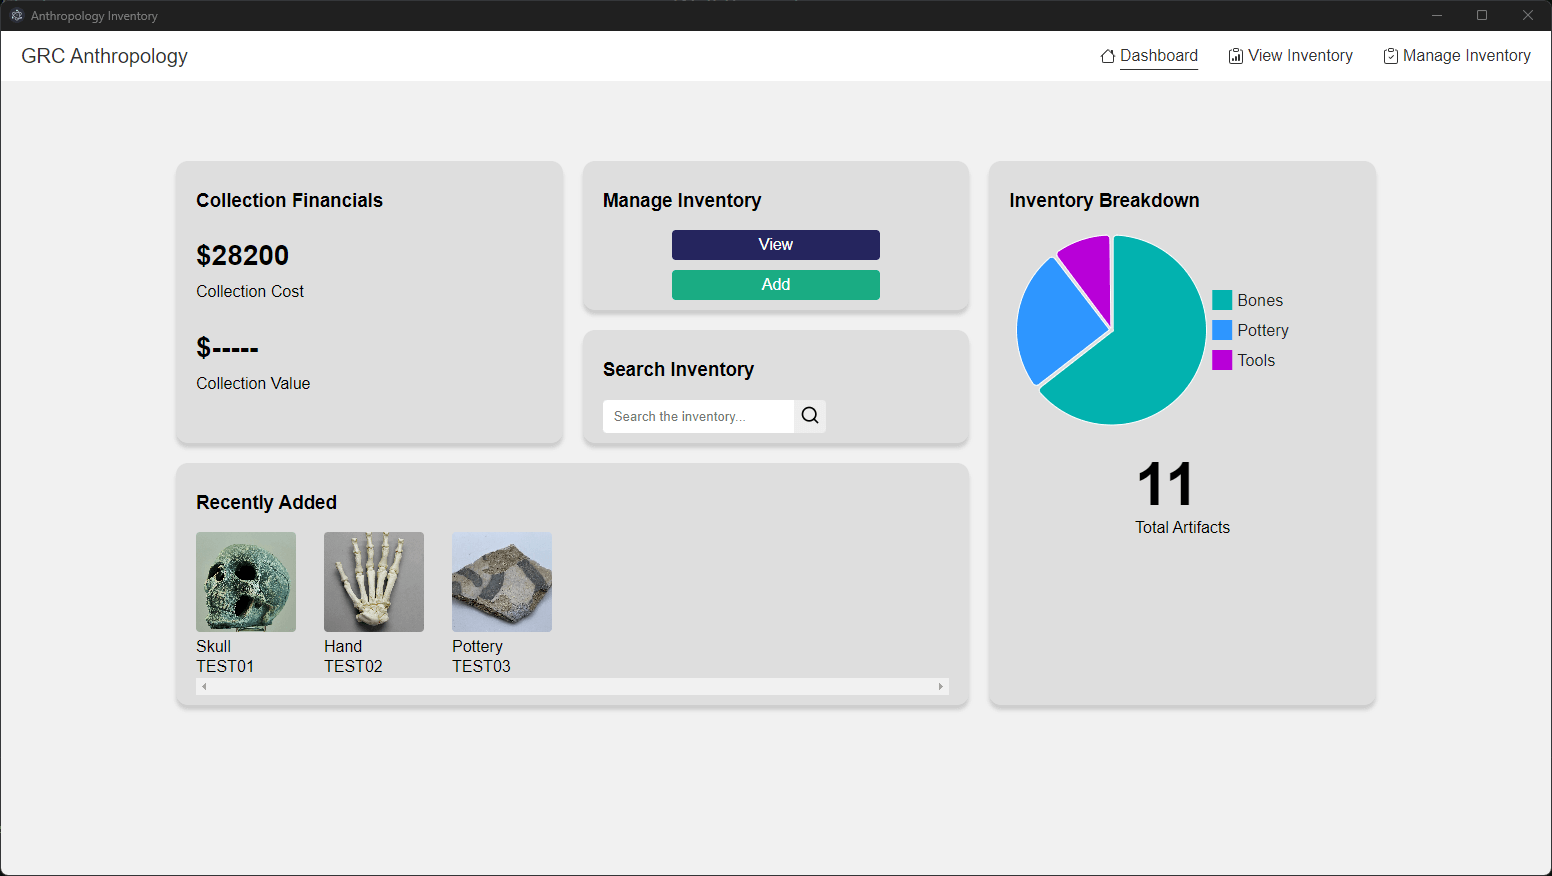 Anthropology Inventory
GRC Anthropology
Dashboard
View Inventory
Manage Inventory
Collection Financials
$28200
Collection Cost
$-----
Collection Value
Manage Inventory
View
Add
Search Inventory
Search the inventory...
Inventory Breakdown
Bones
Pottery
Tools
11
Total Artifacts
Recently Added
Skull
TEST01
Hand
TEST02
Pottery
TEST03